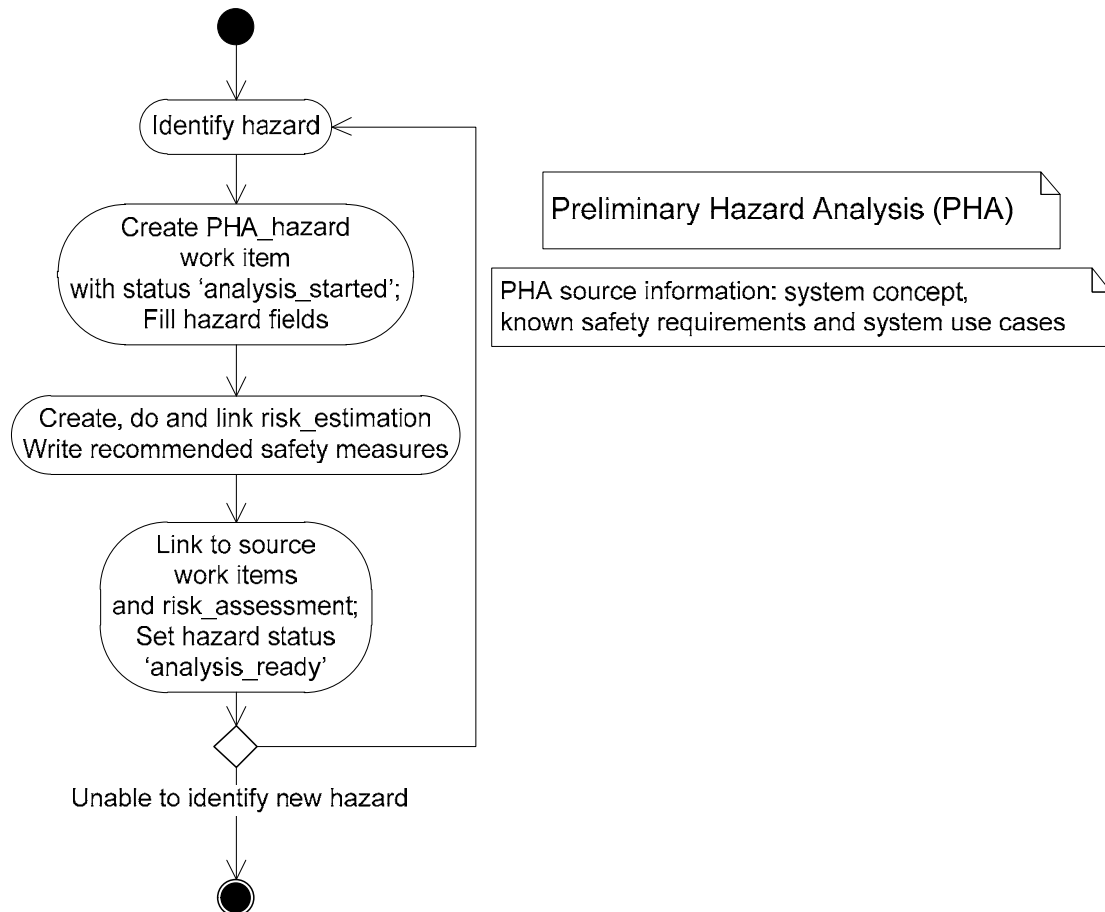 Identify hazard
Create PHA_hazard
work item
with status ‘analysis_started’;
Fill hazard fields
Create, do and link risk_estimation
Write recommended safety measures
Link to source
work items
and risk_assessment;
Set hazard status
‘analysis_ready’
Unable to identify new hazard
Preliminary Hazard Analysis (PHA)
PHA source information: system concept,
known safety requirements and system use cases